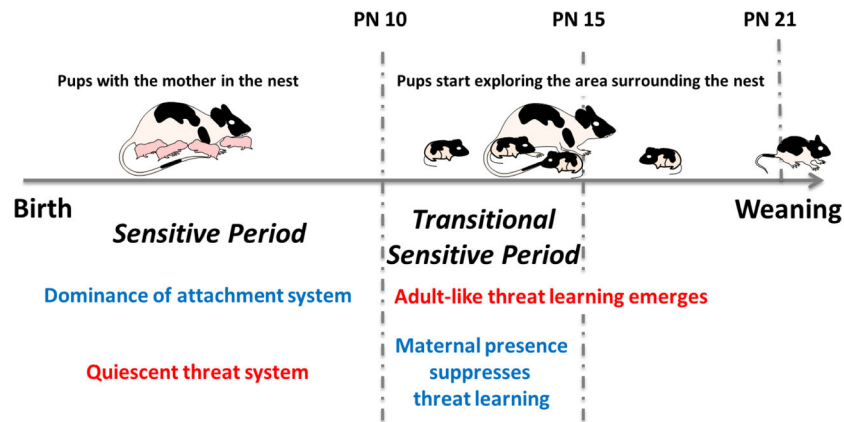 PN 10
PN 15
PN 21
Pups with the mother in the nest
Pups start exploring the area surrounding the nest
Birth
Weaning
Sensitive Period
Transitional
Sensitive Period
Dominance of attachment system
Adult-like threat learning emerges
Quiescent threat system
Maternal presence
suppresses
threat learning